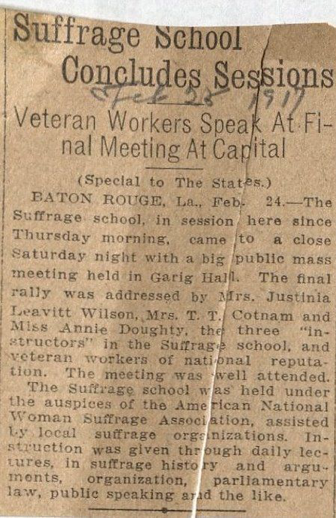 Suffrage School
Concludes Sessions
Feb 25 1917
Veteran Workers Speak At Fi-
nal Meeting At Capital
(Special to The States.)
BATON ROUGE, La., Feb. 24.—The
Suffrage school, in session here since
Thursday morning, came to a close
Saturday night with a big public mass
meeting held in Garig Hall. The final
rally was addressed by Mrs. Justinia
Leavitt Wilson, Mrs. T. T. Cotnam and
Miss Annie Doughty, the three "in-
structors" in the Suffrage school, and
veteran workers of national reputa-
tion. The meeting was well attended.
The Suffrage school was held under
the auspices of the American National
Woman Suffrage Association, assisted
by local suffrage organizations. In-
struction was given through daily lec-
tures, in suffrage history and argu-
ments, organization, parliamentary
law, public speaking and the like.